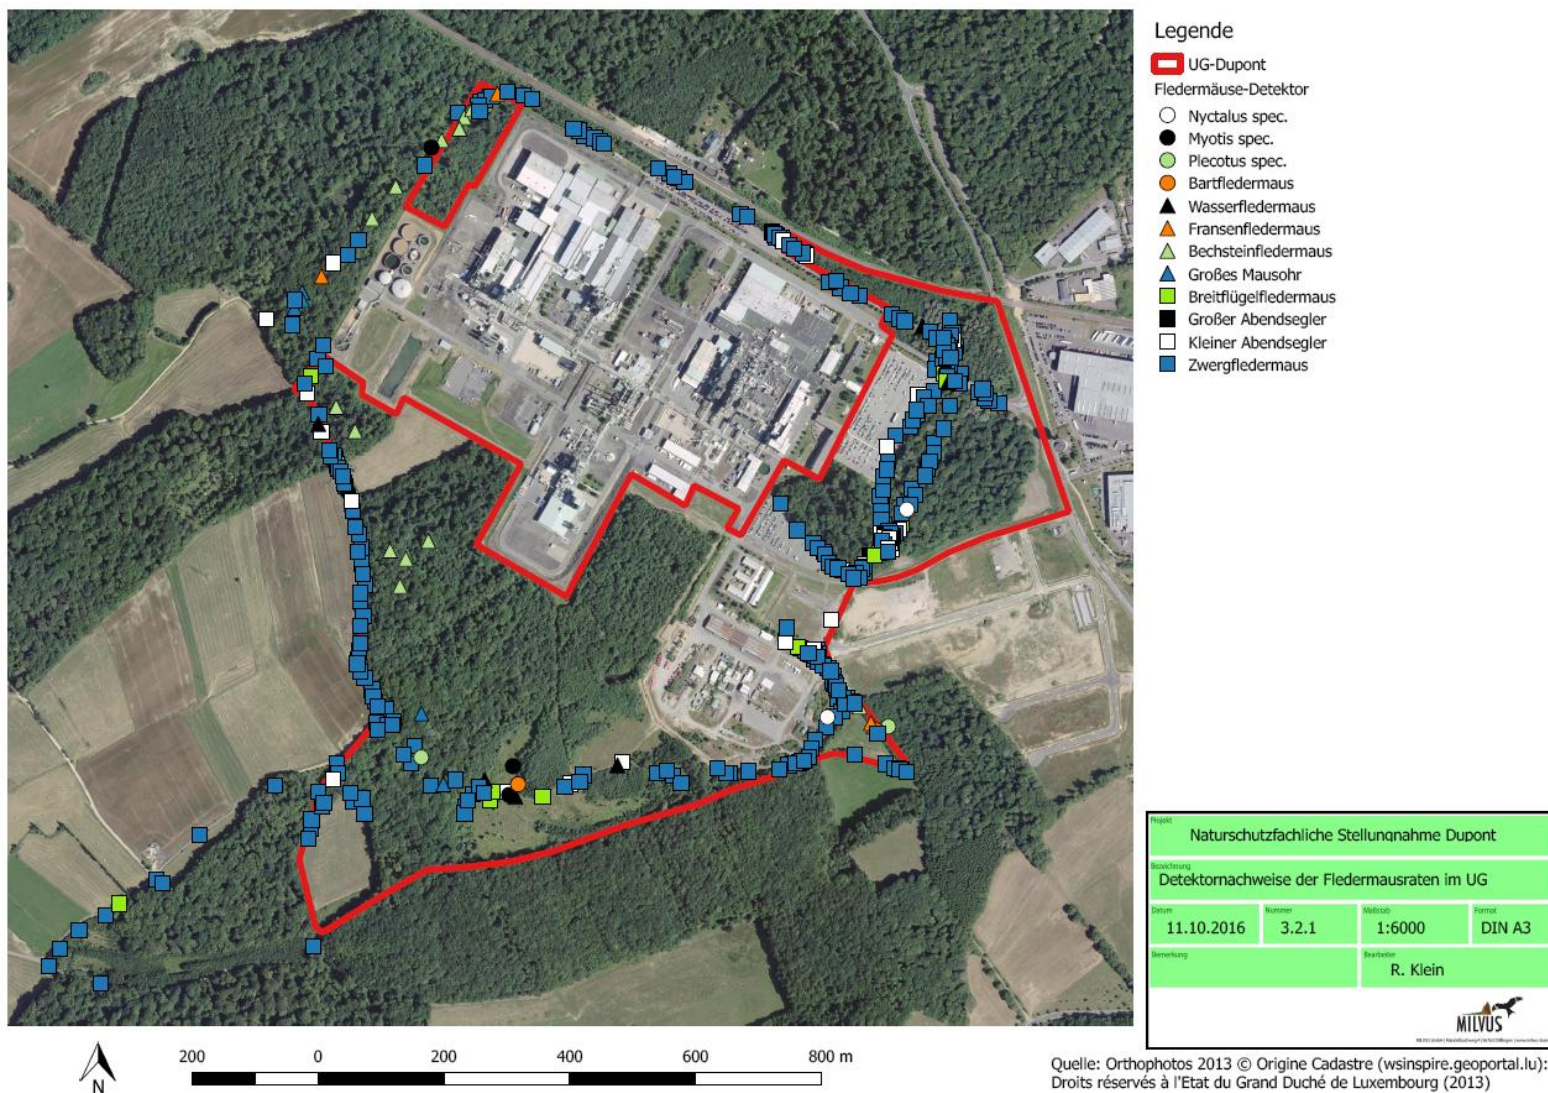 Legende
UG-Dupont
Fledermäuse-Detektor
Nyctalus spec.
Myotis spec.
Plecotus spec.
Bartfledermaus
Wasserfledermaus
Fransenfledermaus
Bechsteinfledermaus
Großes Mausohr
Breitflügelfledermaus
Großer Abendsegler
Kleiner Abendsegler
Zwergfledermaus
Projekt
Naturschutzfachliche Stellungnahme Dupont
Bezeichnung
Detektornachweise der Fledermausraten im UG
Datum Nummer Maßstab Format
11.10.2016 3.2.1 1:6000 DIN A3
Bemerkung Bearbeiter
R. Klein
MILVUS
N
200 0 200 400 600 800 m
Quelle: Orthophotos 2013 © Origine Cadastre (wsinspire.geoportal.lu):
Droits réservés à l'Etat du Grand Duché de Luxembourg (2013)